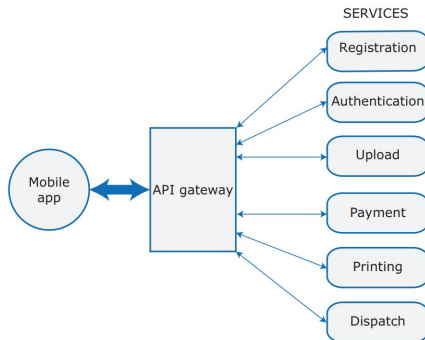 SERVICES
Registration
Authentication
Upload
Mobile
app
API gateway
Payment
Printing
Dispatch